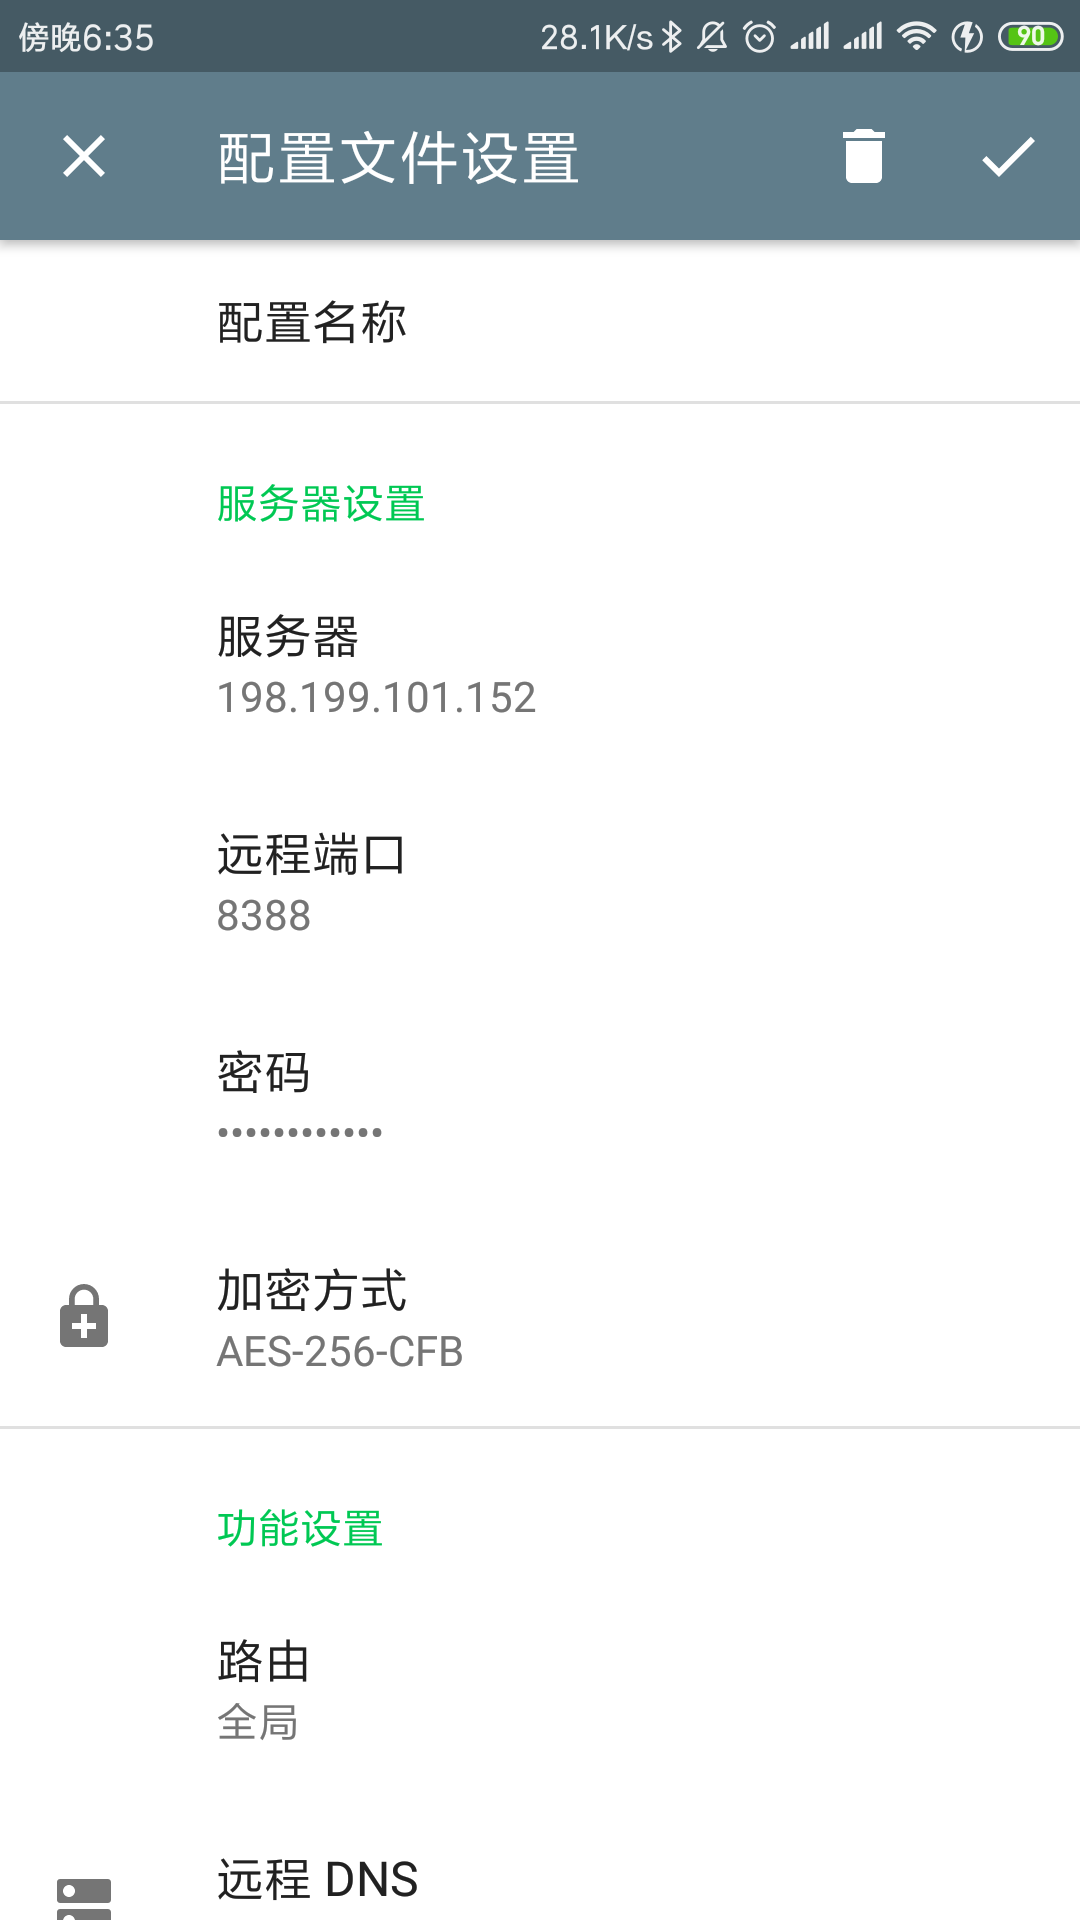 傍晚6:35 28.1K/s 90
配置文件设置
配置名称
服务器设置
服务器
198.199.101.152
远程端口
8388
密码
••••••••••••
加密方式
AES-256-CFB
功能设置
路由
全局
远程 DNS